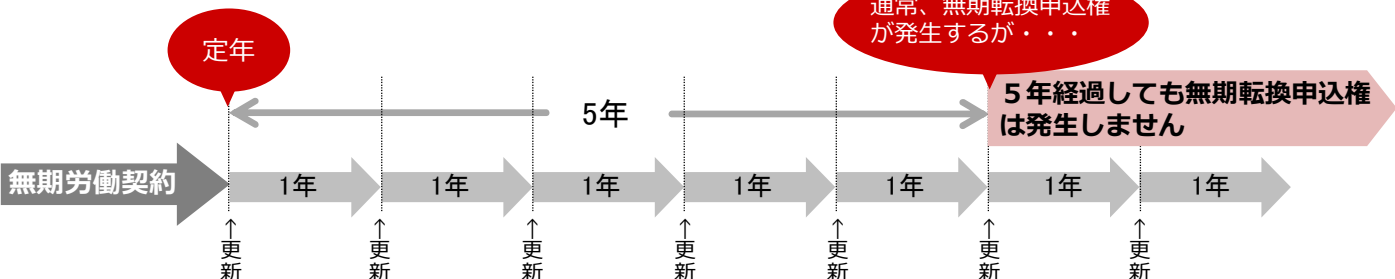 通常、無期転換申込権
が発生するが・・・
定年
5年
５年経過しても無期転換申込権
は発生しません
無期労働契約
1年
1年
1年
1年
1年
1年
1年
↑更新
↑更新
↑更新
↑更新
↑更新
↑更新
↑更新